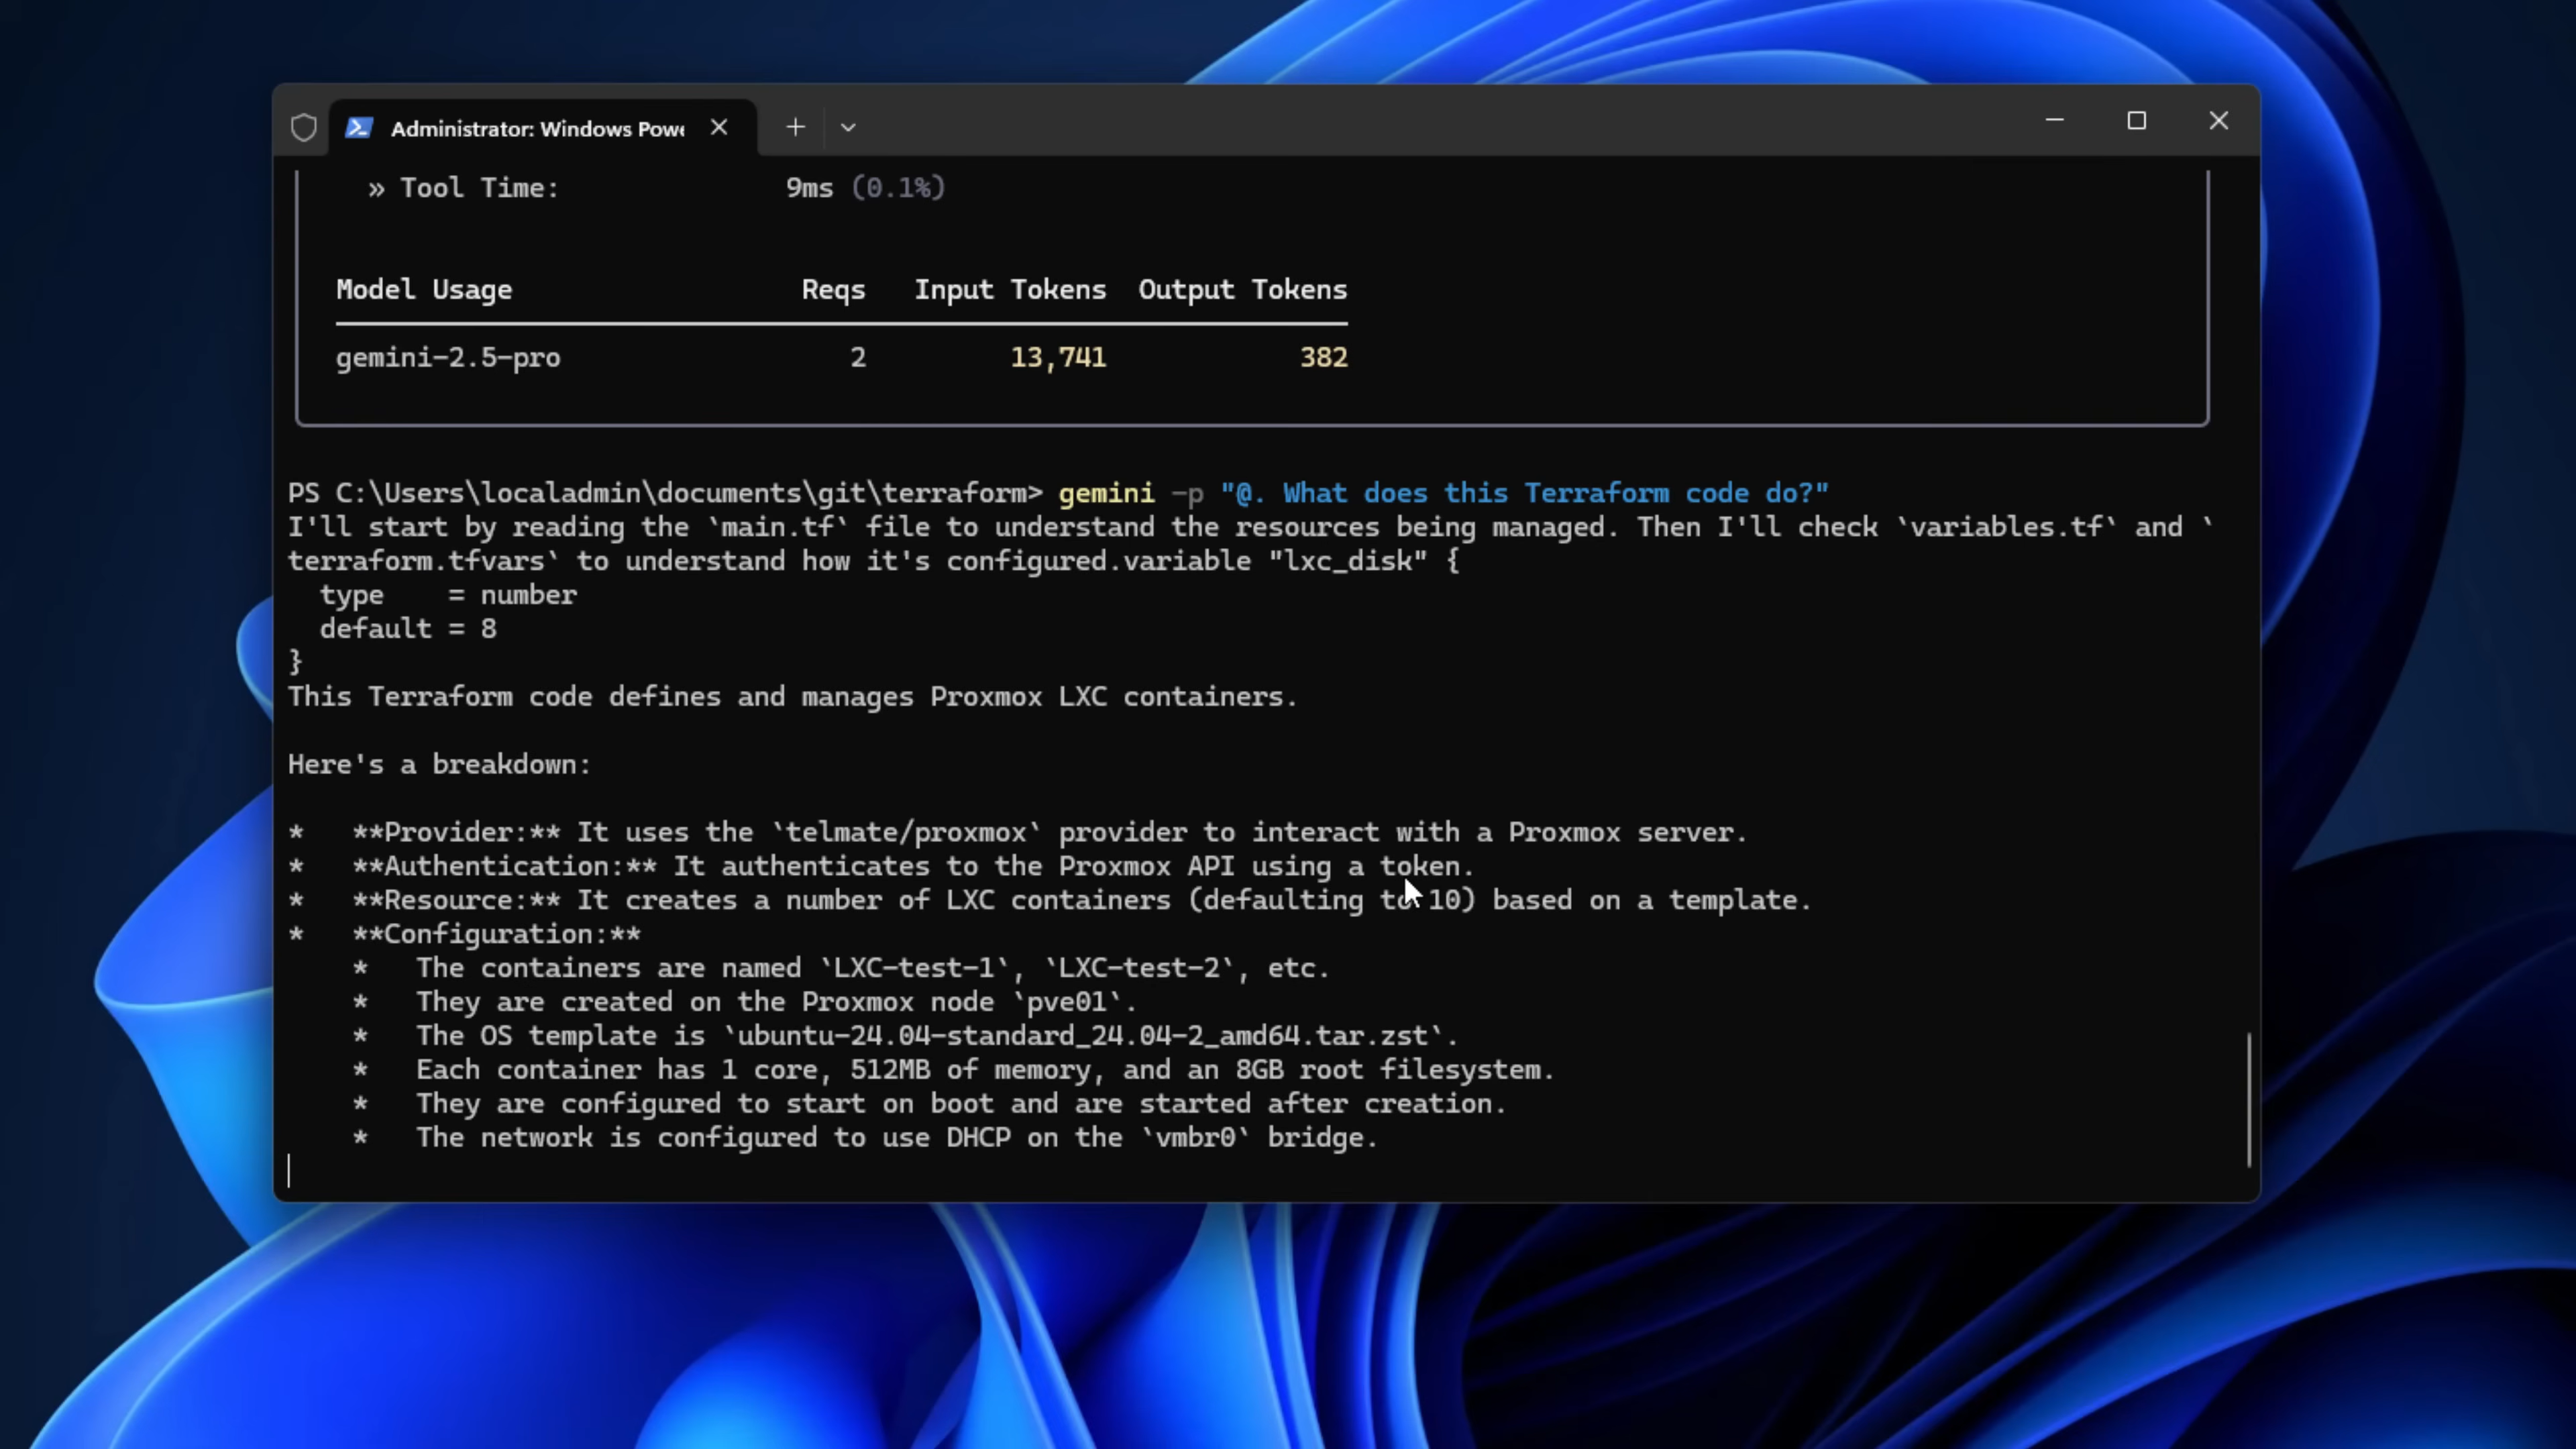 Administrator: Windows Powe
» Tool Time: 9ms (0.1%)
Model Usage Reqs Input Tokens Output Tokens
gemini-2.5-pro 2 13,741 382
PS C:\Users\localadmin\documents\git\terraform> gemini -p "@. What does this Terraform code do?"
I'll start by reading the `main.tf` file to understand the resources being managed. Then I'll check `variables.tf` and `
terraform.tfvars` to understand how it's configured.variable "lxc_disk" {
  type    = number
  default = 8
}
This Terraform code defines and manages Proxmox LXC containers.
Here's a breakdown:
*   **Provider:** It uses the `telmate/proxmox` provider to interact with a Proxmox server.
*   **Authentication:** It authenticates to the Proxmox API using a token.
*   **Resource:** It creates a number of LXC containers (defaulting to 10) based on a template.
*   **Configuration:**
    *   The containers are named `LXC-test-1`, `LXC-test-2`, etc.
    *   They are created on the Proxmox node `pve01`.
    *   The OS template is `ubuntu-24.04-standard_24.04-2_amd64.tar.zst`.
    *   Each container has 1 core, 512MB of memory, and an 8GB root filesystem.
    *   They are configured to start on boot and are started after creation.
    *   The network is configured to use DHCP on the `vmbr0` bridge.